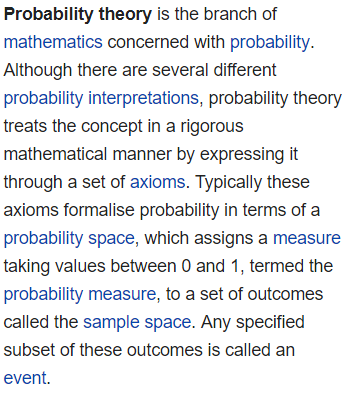 Probability theory is the branch of
mathematics concerned with probability.
Although there are several different
probability interpretations, probability theory
treats the concept in a rigorous
mathematical manner by expressing it
through a set of axioms. Typically these
axioms formalise probability in terms of a
probability space, which assigns a measure
taking values between 0 and 1, termed the
probability measure, to a set of outcomes
called the sample space. Any specified
subset of these outcomes is called an
event.